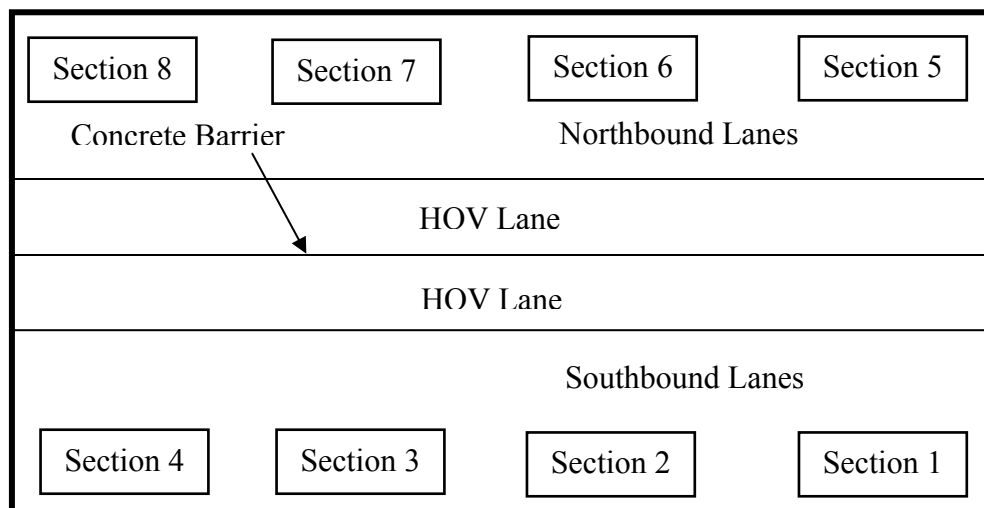 Section 8 Section 7 Section 6 Section 5
Concrete Barrier Northbound Lanes
HOV Lane
HOV Lane
Southbound Lanes
Section 4 Section 3 Section 2 Section 1